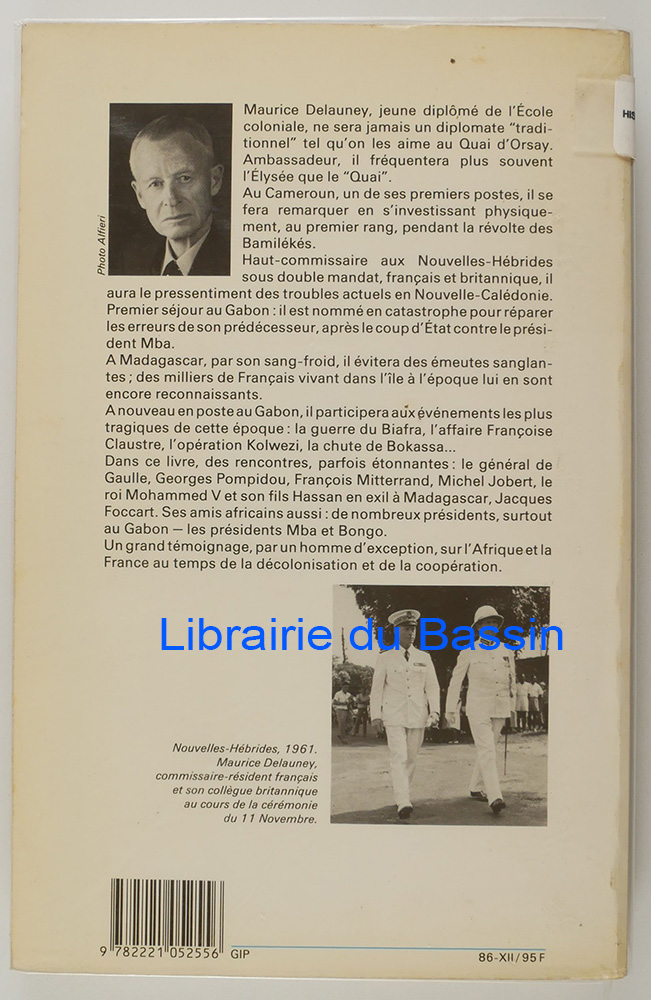 HIS
Maurice Delauney, jeune diplômé de l'École
coloniale, ne sera jamais un diplomate "tradi-
tionnel" tel qu'on les aime au Quai d'Orsay.
Ambassadeur, il fréquentera plus souvent
l'Élysée que le "Quai".
Au Cameroun, un de ses premiers postes, il se
fera remarquer en s'investissant physique-
ment, au premier rang, pendant la révolte des
Bamilékés.
Haut-commissaire aux Nouvelles-Hébrides
sous double mandat, français et britannique, il
aura le pressentiment des troubles actuels en Nouvelle-Calédonie.
Premier séjour au Gabon : il est nommé en catastrophe pour réparer
les erreurs de son prédécesseur, après le coup d'État contre le prési-
dent Mba.
A Madagascar, par son sang-froid, il évitera des émeutes sanglan-
tes ; des milliers de Français vivant dans l'île à l'époque lui en sont
encore reconnaissants.
A nouveau en poste au Gabon, il participera aux événements les plus
tragiques de cette époque : la guerre du Biafra, l'affaire Françoise
Claustre, l'opération Kolwezi, la chute de Bokassa...
Dans ce livre, des rencontres, parfois étonnantes : le général de
Gaulle, Georges Pompidou, François Mitterrand, Michel Jobert, le
roi Mohammed V et son fils Hassan en exil à Madagascar, Jacques
Foccart. Ses amis africains aussi : de nombreux présidents, surtout
au Gabon — les présidents Mba et Bongo.
Un grand témoignage, par un homme d'exception, sur l'Afrique et la
France au temps de la décolonisation et de la coopération.
Photo Alfieri
Librairie du Bassin
Nouvelles-Hébrides, 1961.
Maurice Delauney,
commissaire-résident français
et son collègue britannique
au cours de la cérémonie
du 11 Novembre.
9 782221 052556
GIP
86-XII/95 F